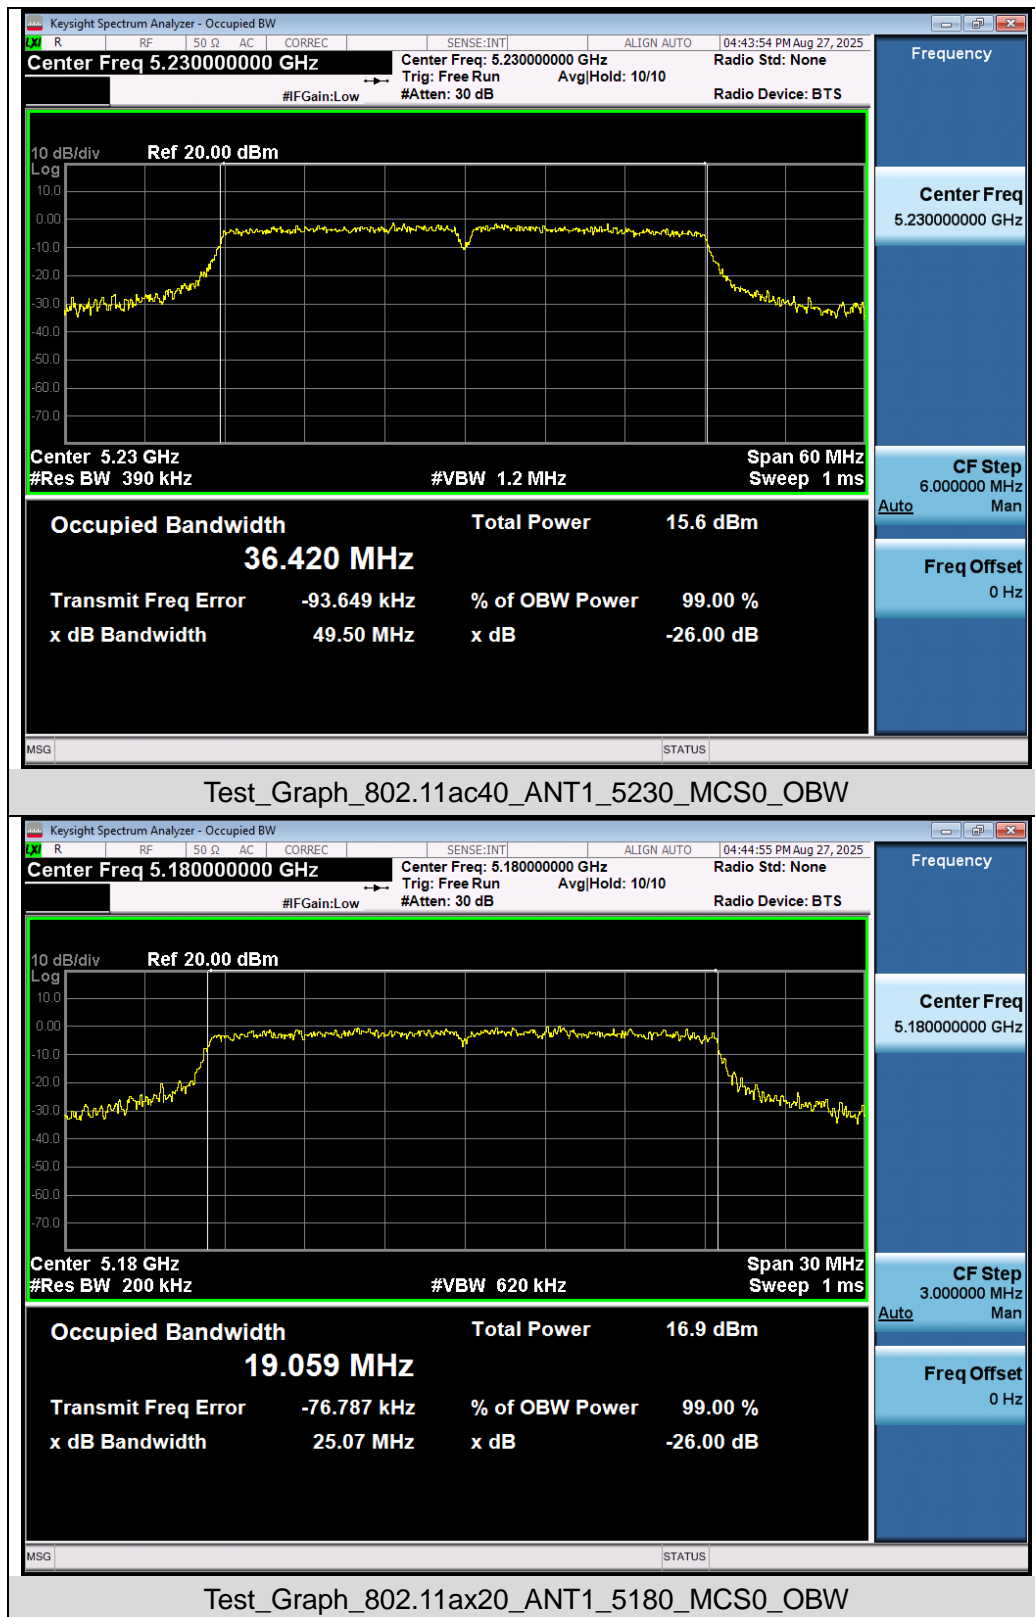 Keysight Spectrum Analyzer - Occupied BW
LXI R RF 50 Ω AC CORREC SENSE:INT ALIGN AUTO 04:43:54 PM Aug 27, 2025
Center Freq 5.230000000 GHz
Center Freq: 5.230000000 GHz
Radio Std: None
Trig: Free Run Avg|Hold: 10/10
#IFGain:Low
#Atten: 30 dB
Radio Device: BTS
10 dB/div Ref 20.00 dBm
Log
10.0
0.00
-10.0
-20.0
-30.0
-40.0
-50.0
-60.0
-70.0
Center 5.23 GHz Span 60 MHz
#Res BW 390 kHz #VBW 1.2 MHz Sweep 1 ms
Occupied Bandwidth Total Power 15.6 dBm
36.420 MHz
Transmit Freq Error -93.649 kHz % of OBW Power 99.00 %
x dB Bandwidth 49.50 MHz x dB -26.00 dB
MSG STATUS
Frequency
Center Freq
5.230000000 GHz
CF Step
6.000000 MHz
Auto Man
Freq Offset
0 Hz
Test_Graph_802.11ac40_ANT1_5230_MCS0_OBW
Keysight Spectrum Analyzer - Occupied BW
LXI R RF 50 Ω AC CORREC SENSE:INT ALIGN AUTO 04:44:55 PM Aug 27, 2025
Center Freq 5.180000000 GHz
Center Freq: 5.180000000 GHz
Radio Std: None
Trig: Free Run Avg|Hold: 10/10
#IFGain:Low
#Atten: 30 dB
Radio Device: BTS
10 dB/div Ref 20.00 dBm
Log
10.0
0.00
-10.0
-20.0
-30.0
-40.0
-50.0
-60.0
-70.0
Center 5.18 GHz Span 30 MHz
#Res BW 200 kHz #VBW 620 kHz Sweep 1 ms
Occupied Bandwidth Total Power 16.9 dBm
19.059 MHz
Transmit Freq Error -76.787 kHz % of OBW Power 99.00 %
x dB Bandwidth 25.07 MHz x dB -26.00 dB
MSG STATUS
Frequency
Center Freq
5.180000000 GHz
CF Step
3.000000 MHz
Auto Man
Freq Offset
0 Hz
Test_Graph_802.11ax20_ANT1_5180_MCS0_OBW